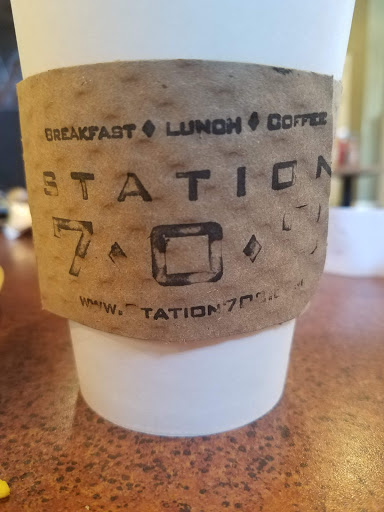 BREAKFAST ♦ LUNCH ♦ COFFEE
STATION
7 ♦ 0 ♦